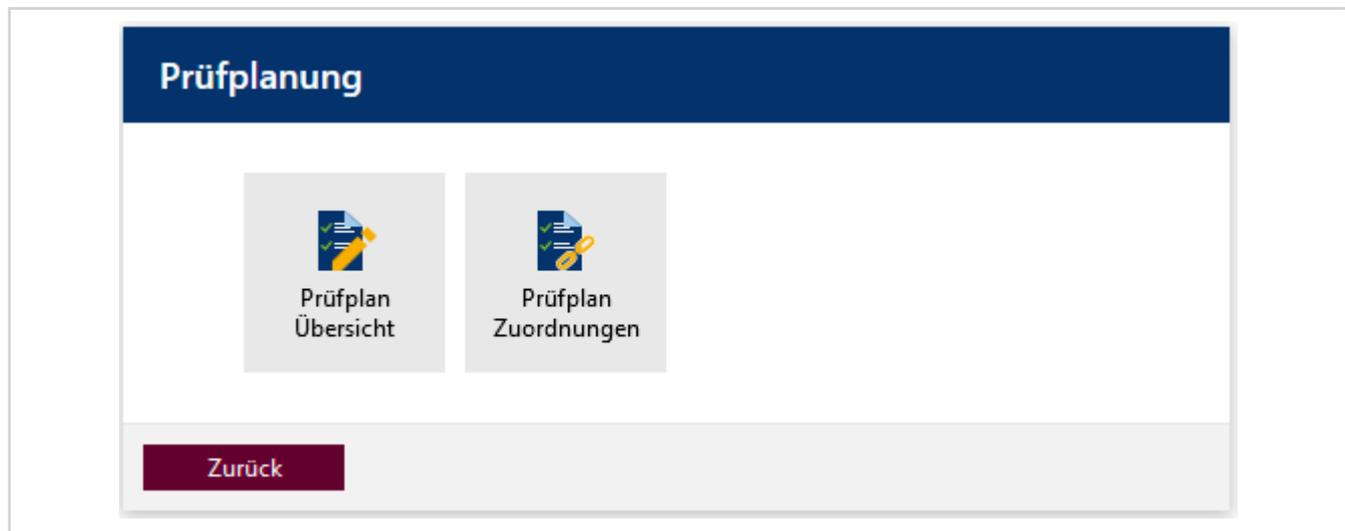 Prüfplanung
Prüfplan
Übersicht
Prüfplan
Zuordnungen
Zurück